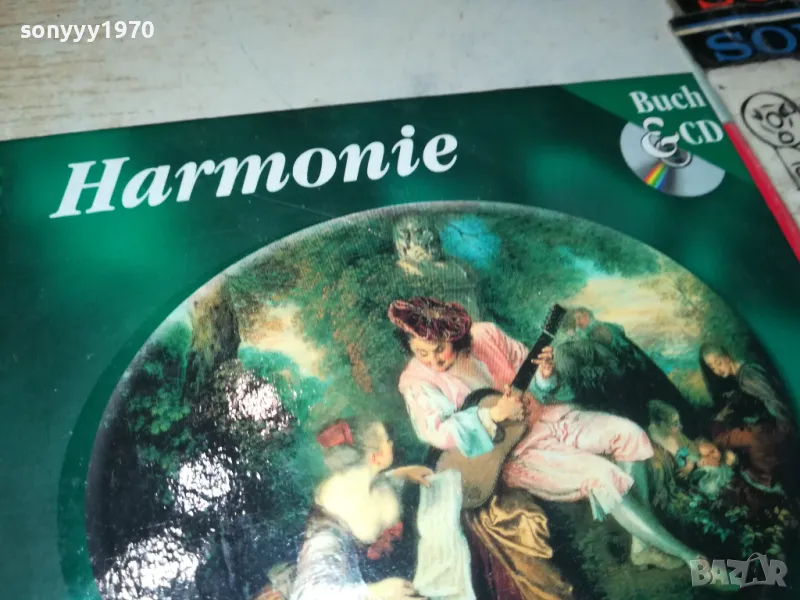 sonyyy1970
Harmonie
Buch
& CD
SO
BAZAR